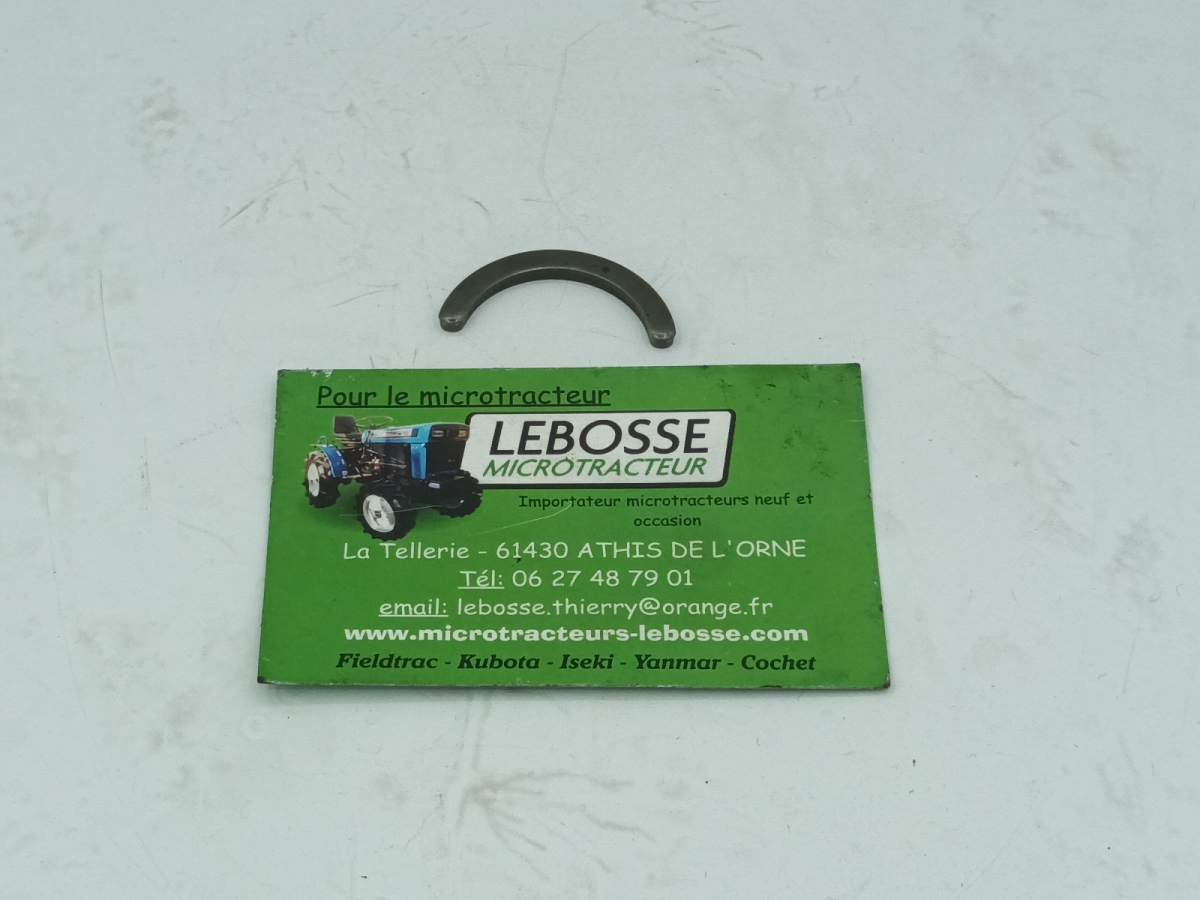 Pour le microtracteur
LEBOSSE
MICROTRACTEUR
Importateur microtracteurs neuf et
occasion
La Tellerie - 61430 ATHIS DE L'ORNE
Tél: 06 27 48 79 01
email: lebosse.thierry@orange.fr
www.microtracteurs-lebosse.com
Fieldtrac - Kubota - Iseki - Yanmar - Cochet